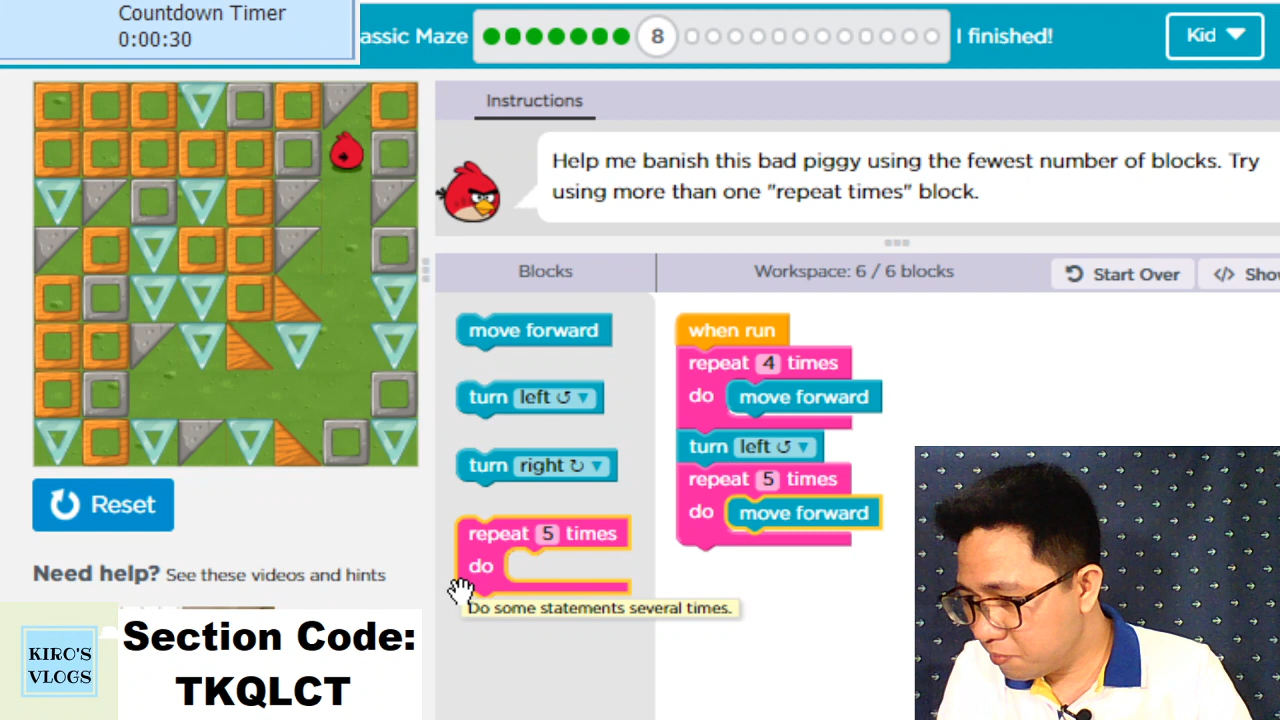 Countdown Timer
0:00:30
assic Maze
8
I finished!
Kid
Instructions
Help me banish this bad piggy using the fewest number of blocks. Try
using more than one "repeat times" block.
Blocks
Workspace: 6 / 6 blocks
Start Over
</> Sho
move forward
turn left
turn right
repeat 5 times
do
Do some statements several times.
when run
repeat 4 times
do move forward
turn left
repeat 5 times
do move forward
Reset
Need help? See these videos and hints
KIRO'S
VLOGS
Section Code:
TKQLCT